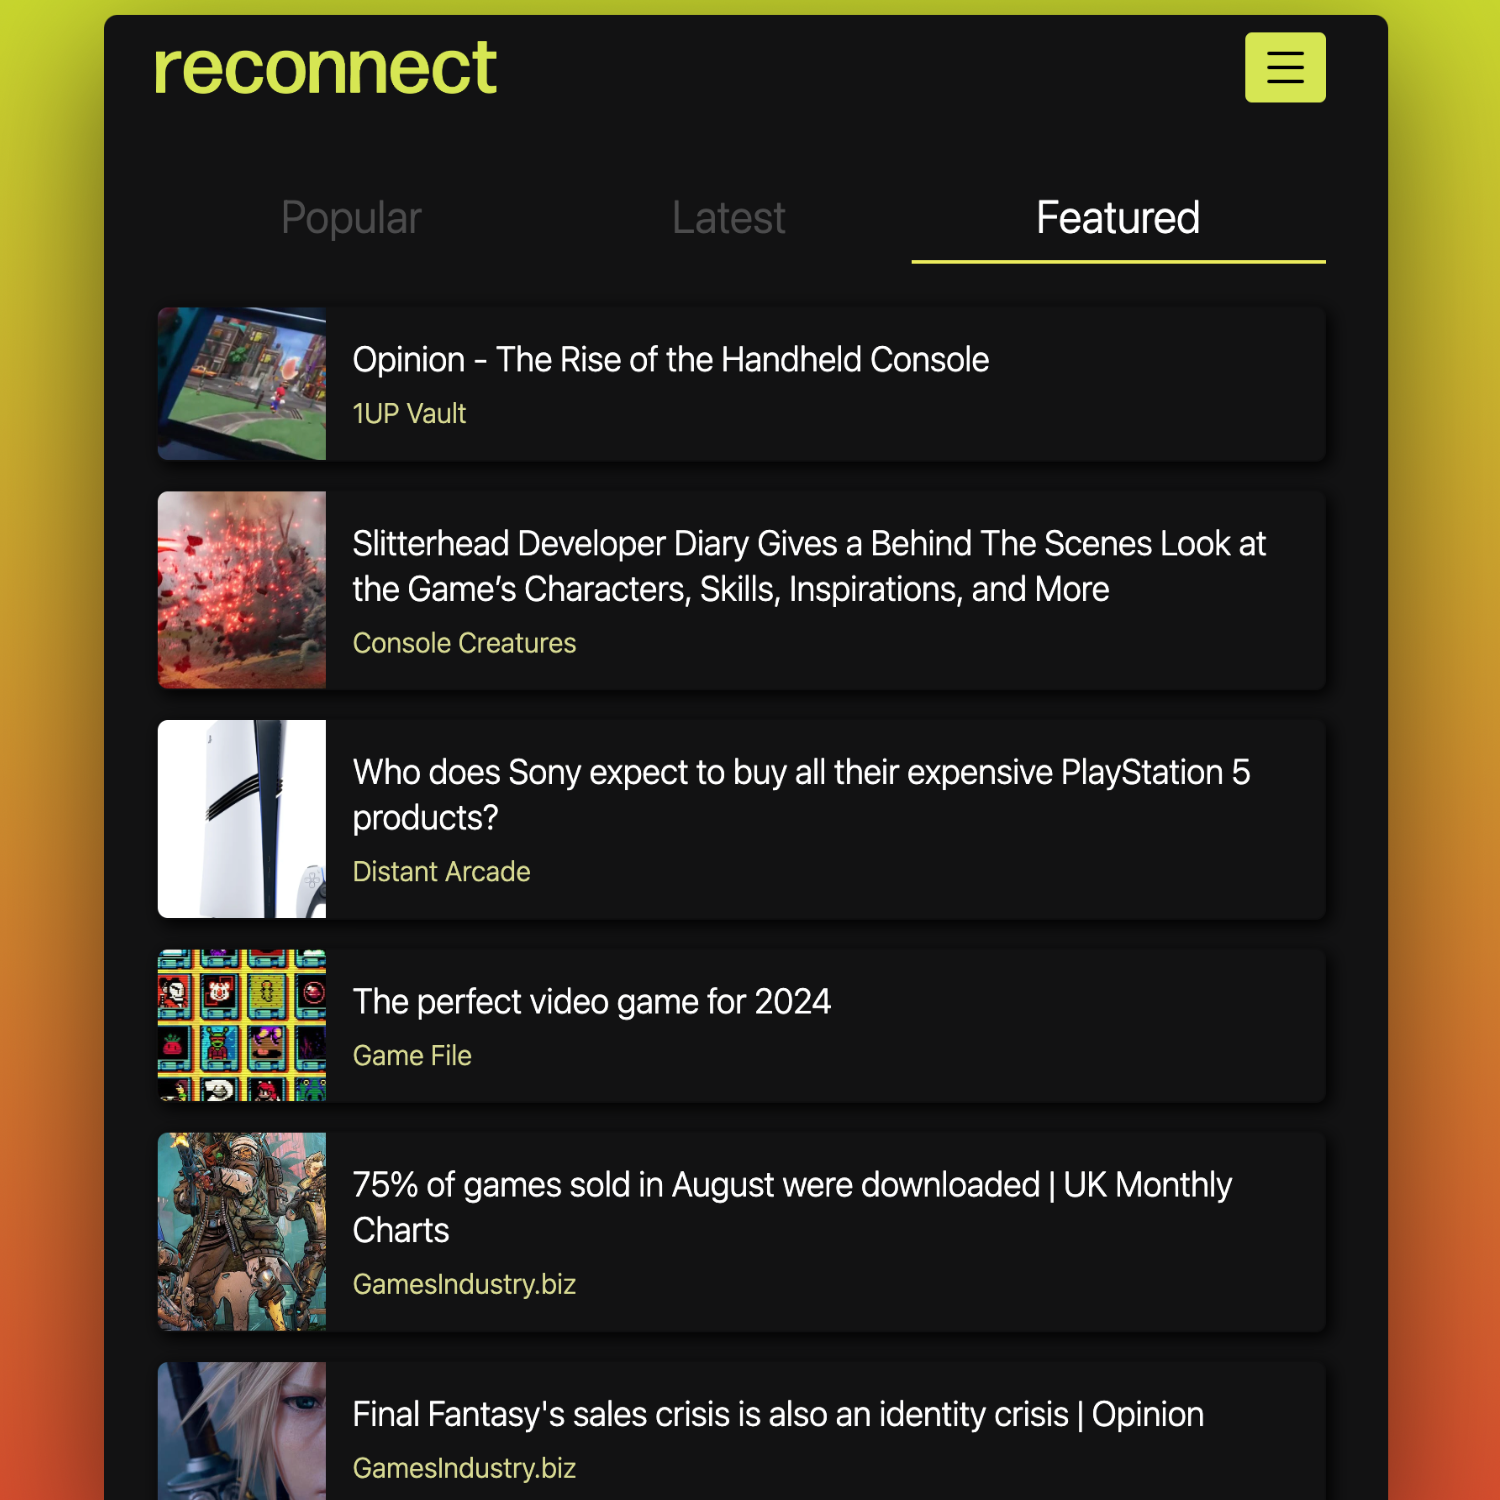 reconnect
Popular
Latest
Featured
Opinion - The Rise of the Handheld Console
1UP Vault
Slitterhead Developer Diary Gives a Behind The Scenes Look at
the Game’s Characters, Skills, Inspirations, and More
Console Creatures
Who does Sony expect to buy all their expensive PlayStation 5
products?
Distant Arcade
The perfect video game for 2024
Game File
75% of games sold in August were downloaded | UK Monthly
Charts
GamesIndustry.biz
Final Fantasy's sales crisis is also an identity crisis | Opinion
GamesIndustry.biz